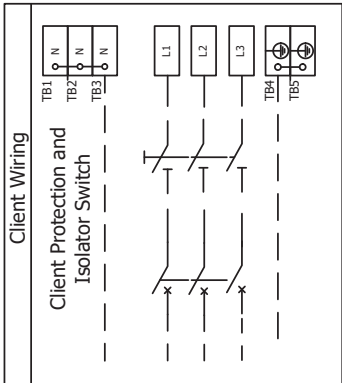 Client Wiring
N
N
N
L1
L2
L3
TB1
TB2
TB3
TB4
TB5
Client Protection and
Isolator Switch